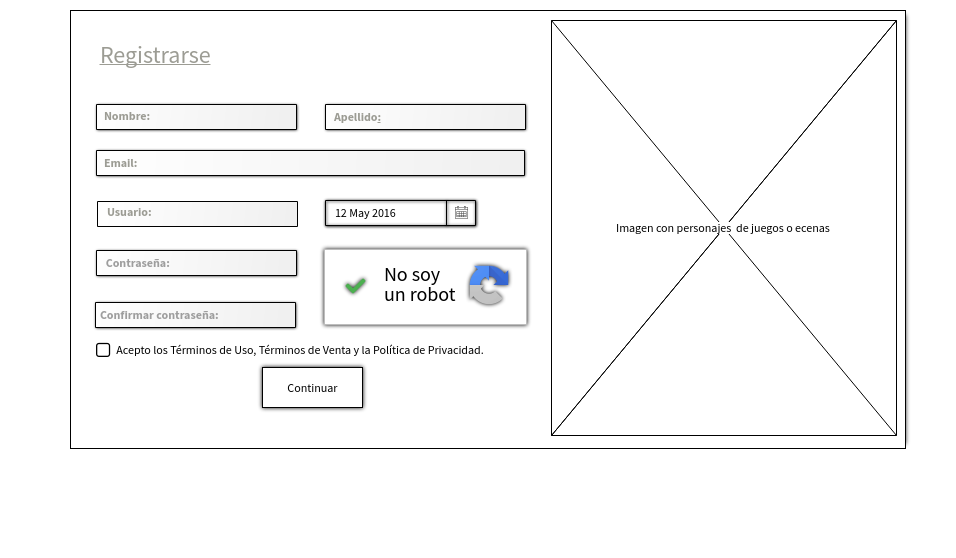 Registrarse
Nombre:
Apellido:
Email:
Usuario:
12 May 2016
Contraseña:
No soy
un robot
Confirmar contraseña:
Acepto los Términos de Uso, Términos de Venta y la Política de Privacidad.
Continuar
Imagen con personajes de juegos o ecenas